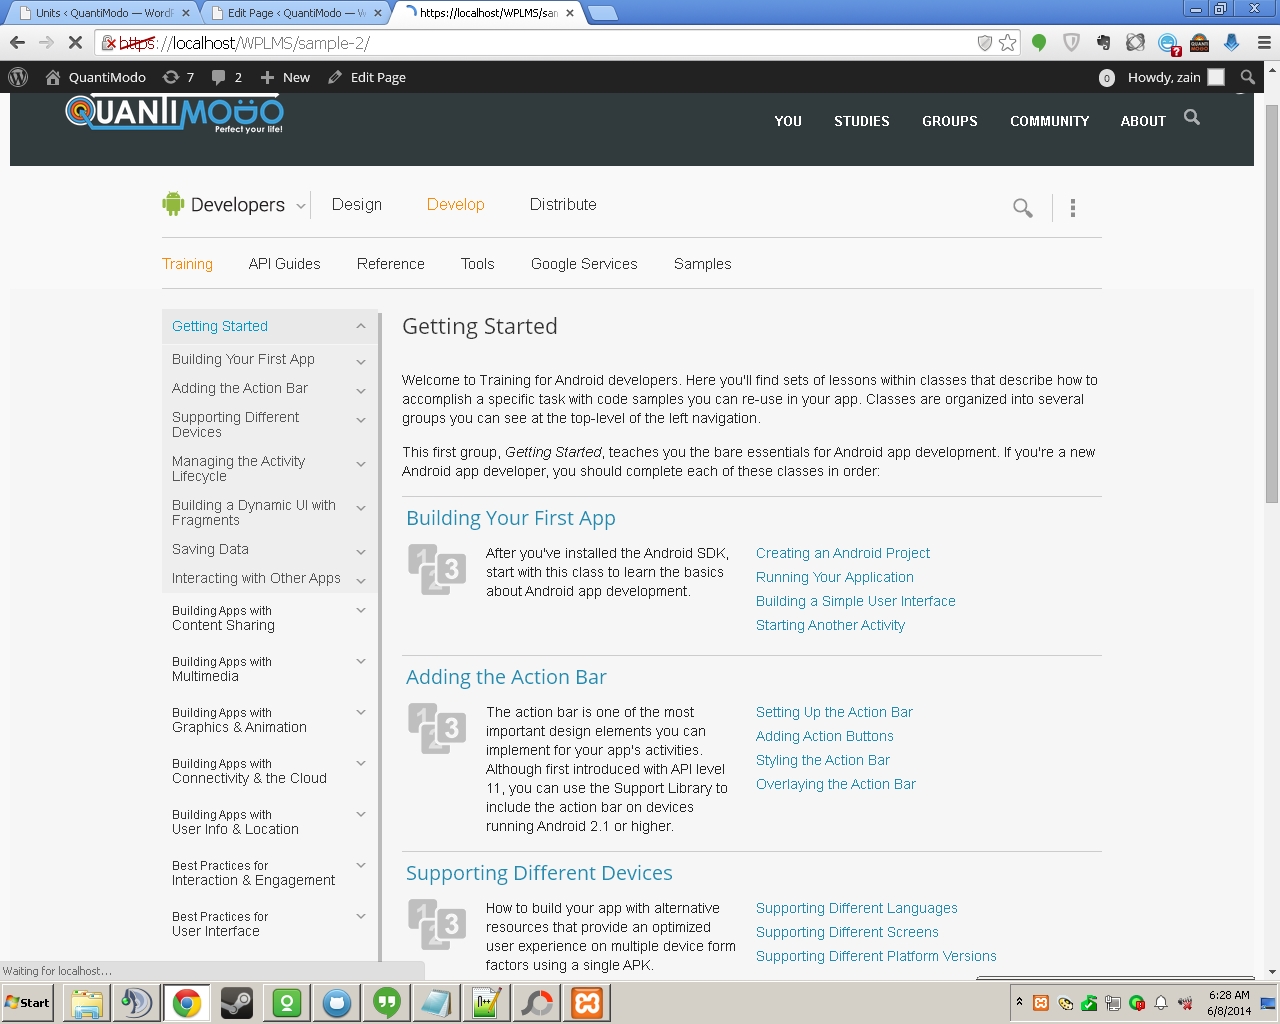 Units ‹ QuantiModo — WordF
Edit Page ‹ QuantiModo — W
https://localhost/WPLMS/sam
https://localhost/WPLMS/sample-2/
QuantiModo 7 2 New Edit Page
0 Howdy, zain
QUANTIMODO
Perfect your life!
YOU STUDIES GROUPS COMMUNITY ABOUT
Developers Design Develop Distribute
Training API Guides Reference Tools Google Services Samples
Getting Started
Building Your First App
Adding the Action Bar
Supporting Different
Devices
Managing the Activity
Lifecycle
Building a Dynamic UI with
Fragments
Saving Data
Interacting with Other Apps
Building Apps with
Content Sharing
Building Apps with
Multimedia
Building Apps with
Graphics & Animation
Building Apps with
Connectivity & the Cloud
Building Apps with
User Info & Location
Best Practices for
Interaction & Engagement
Best Practices for
User Interface
Getting Started
Welcome to Training for Android developers. Here you'll find sets of lessons within classes that describe how to
accomplish a specific task with code samples you can re-use in your app. Classes are organized into several
groups you can see at the top-level of the left navigation.
This first group, Getting Started, teaches you the bare essentials for Android app development. If you're a new
Android app developer, you should complete each of these classes in order:
Building Your First App
1 2 3
After you've installed the Android SDK,
start with this class to learn the basics
about Android app development.
Creating an Android Project
Running Your Application
Building a Simple User Interface
Starting Another Activity
Adding the Action Bar
1 2 3
The action bar is one of the most
important design elements you can
implement for your app's activities.
Although first introduced with API level
11, you can use the Support Library to
include the action bar on devices
running Android 2.1 or higher.
Setting Up the Action Bar
Adding Action Buttons
Styling the Action Bar
Overlaying the Action Bar
Supporting Different Devices
1 2 3
How to build your app with alternative
resources that provide an optimized
user experience on multiple device form
factors using a single APK.
Supporting Different Languages
Supporting Different Screens
Supporting Different Platform Versions
Waiting for localhost...
Start
6:28 AM
6/8/2014